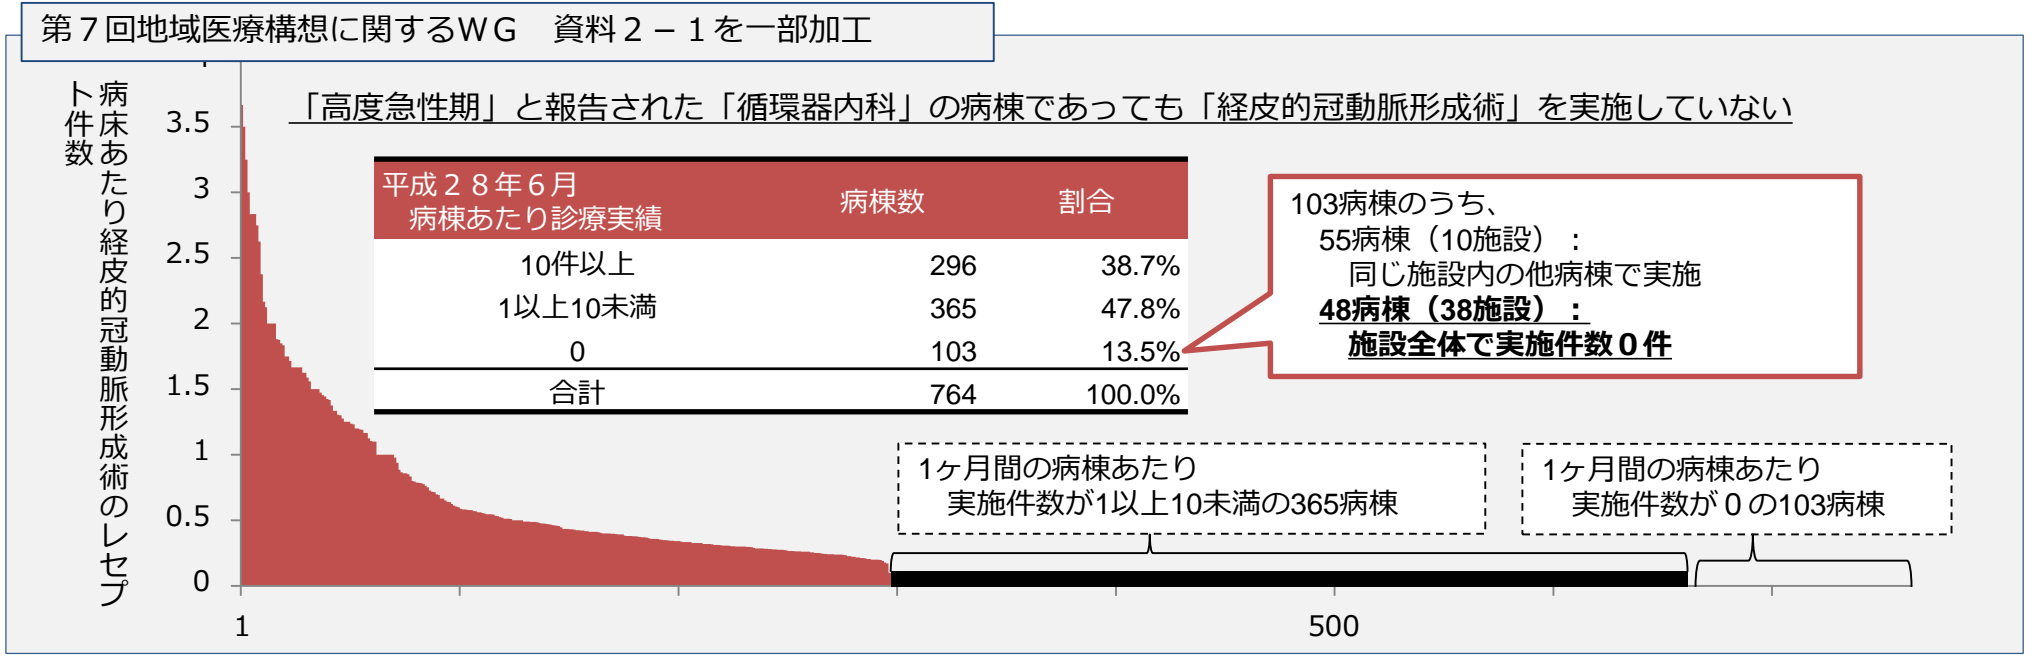 第７回地域医療構想に関するWG　資料２－１を一部加工
病床あたり経皮的冠動脈形成術のレセプ
ト件数
「高度急性期」と報告された「循環器内科」の病棟であっても「経皮的冠動脈形成術」を実施していない
3.5
3
2.5
2
1.5
1
0.5
0
平成２８年６月
病棟あたり診療実績
病棟数
割合
10件以上 296 38.7%
1以上10未満 365 47.8%
0 103 13.5%
合計 764 100.0%
103病棟のうち、
55病棟（10施設）：
同じ施設内の他病棟で実施
48病棟（38施設）：
施設全体で実施件数０件
1ヶ月間の病棟あたり
実施件数が1以上10未満の365病棟
1ヶ月間の病棟あたり
実施件数が０の103病棟
1 500